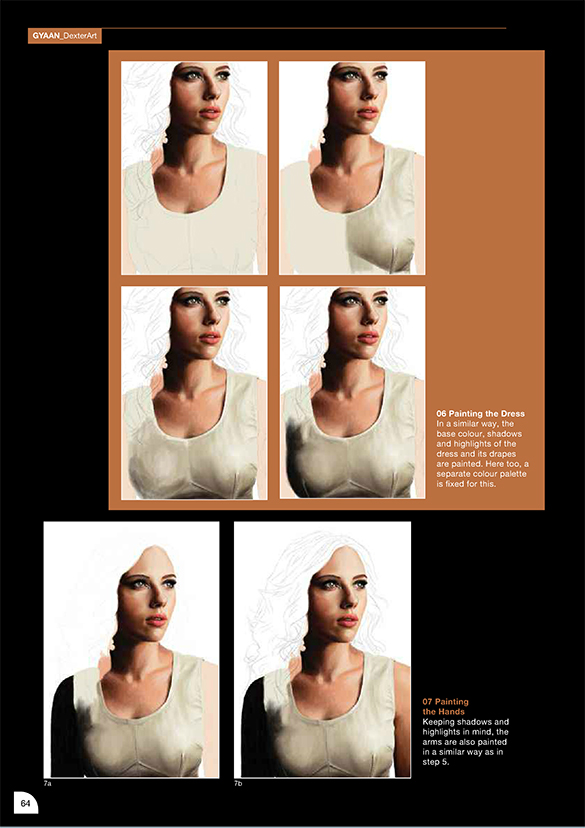 GYAAN_DexterArt
06 Painting the Dress
In a similar way, the
base colour, shadows
and highlights of the
dress and its drapes
are painted. Here too, a
separate colour palette
is fixed for this.
07 Painting
the Hands
Keeping shadows and
highlights in mind, the
arms are also painted
in a similar way as in
step 5.
7a
7b
64